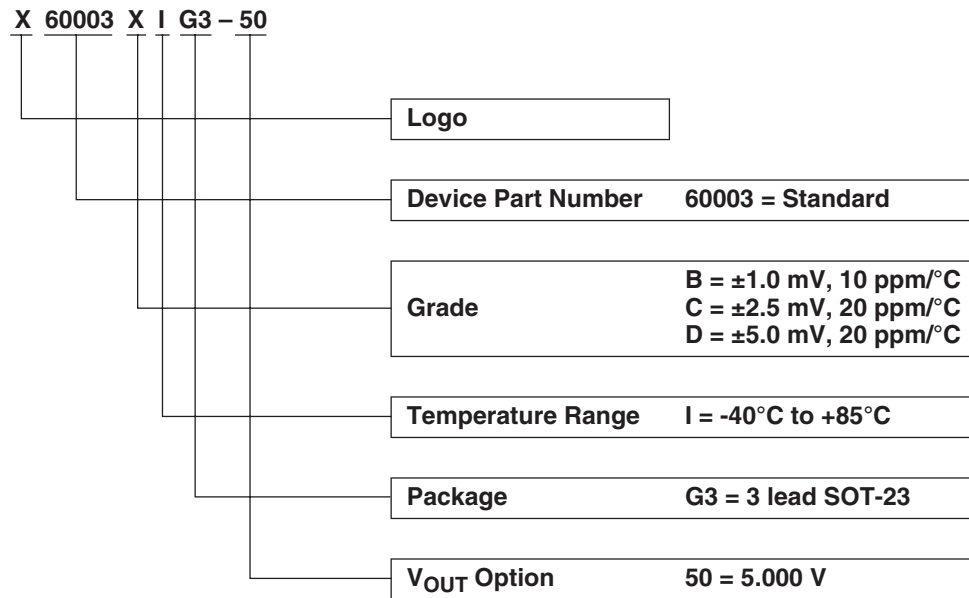 X 60003 X I G3 – 50
Logo
Device Part Number 60003 = Standard
B = ±1.0 mV, 10 ppm/°C
Grade C = ±2.5 mV, 20 ppm/°C
D = ±5.0 mV, 20 ppm/°C
Temperature Range I = -40°C to +85°C
Package G3 = 3 lead SOT-23
VOUT Option 50 = 5.000 V